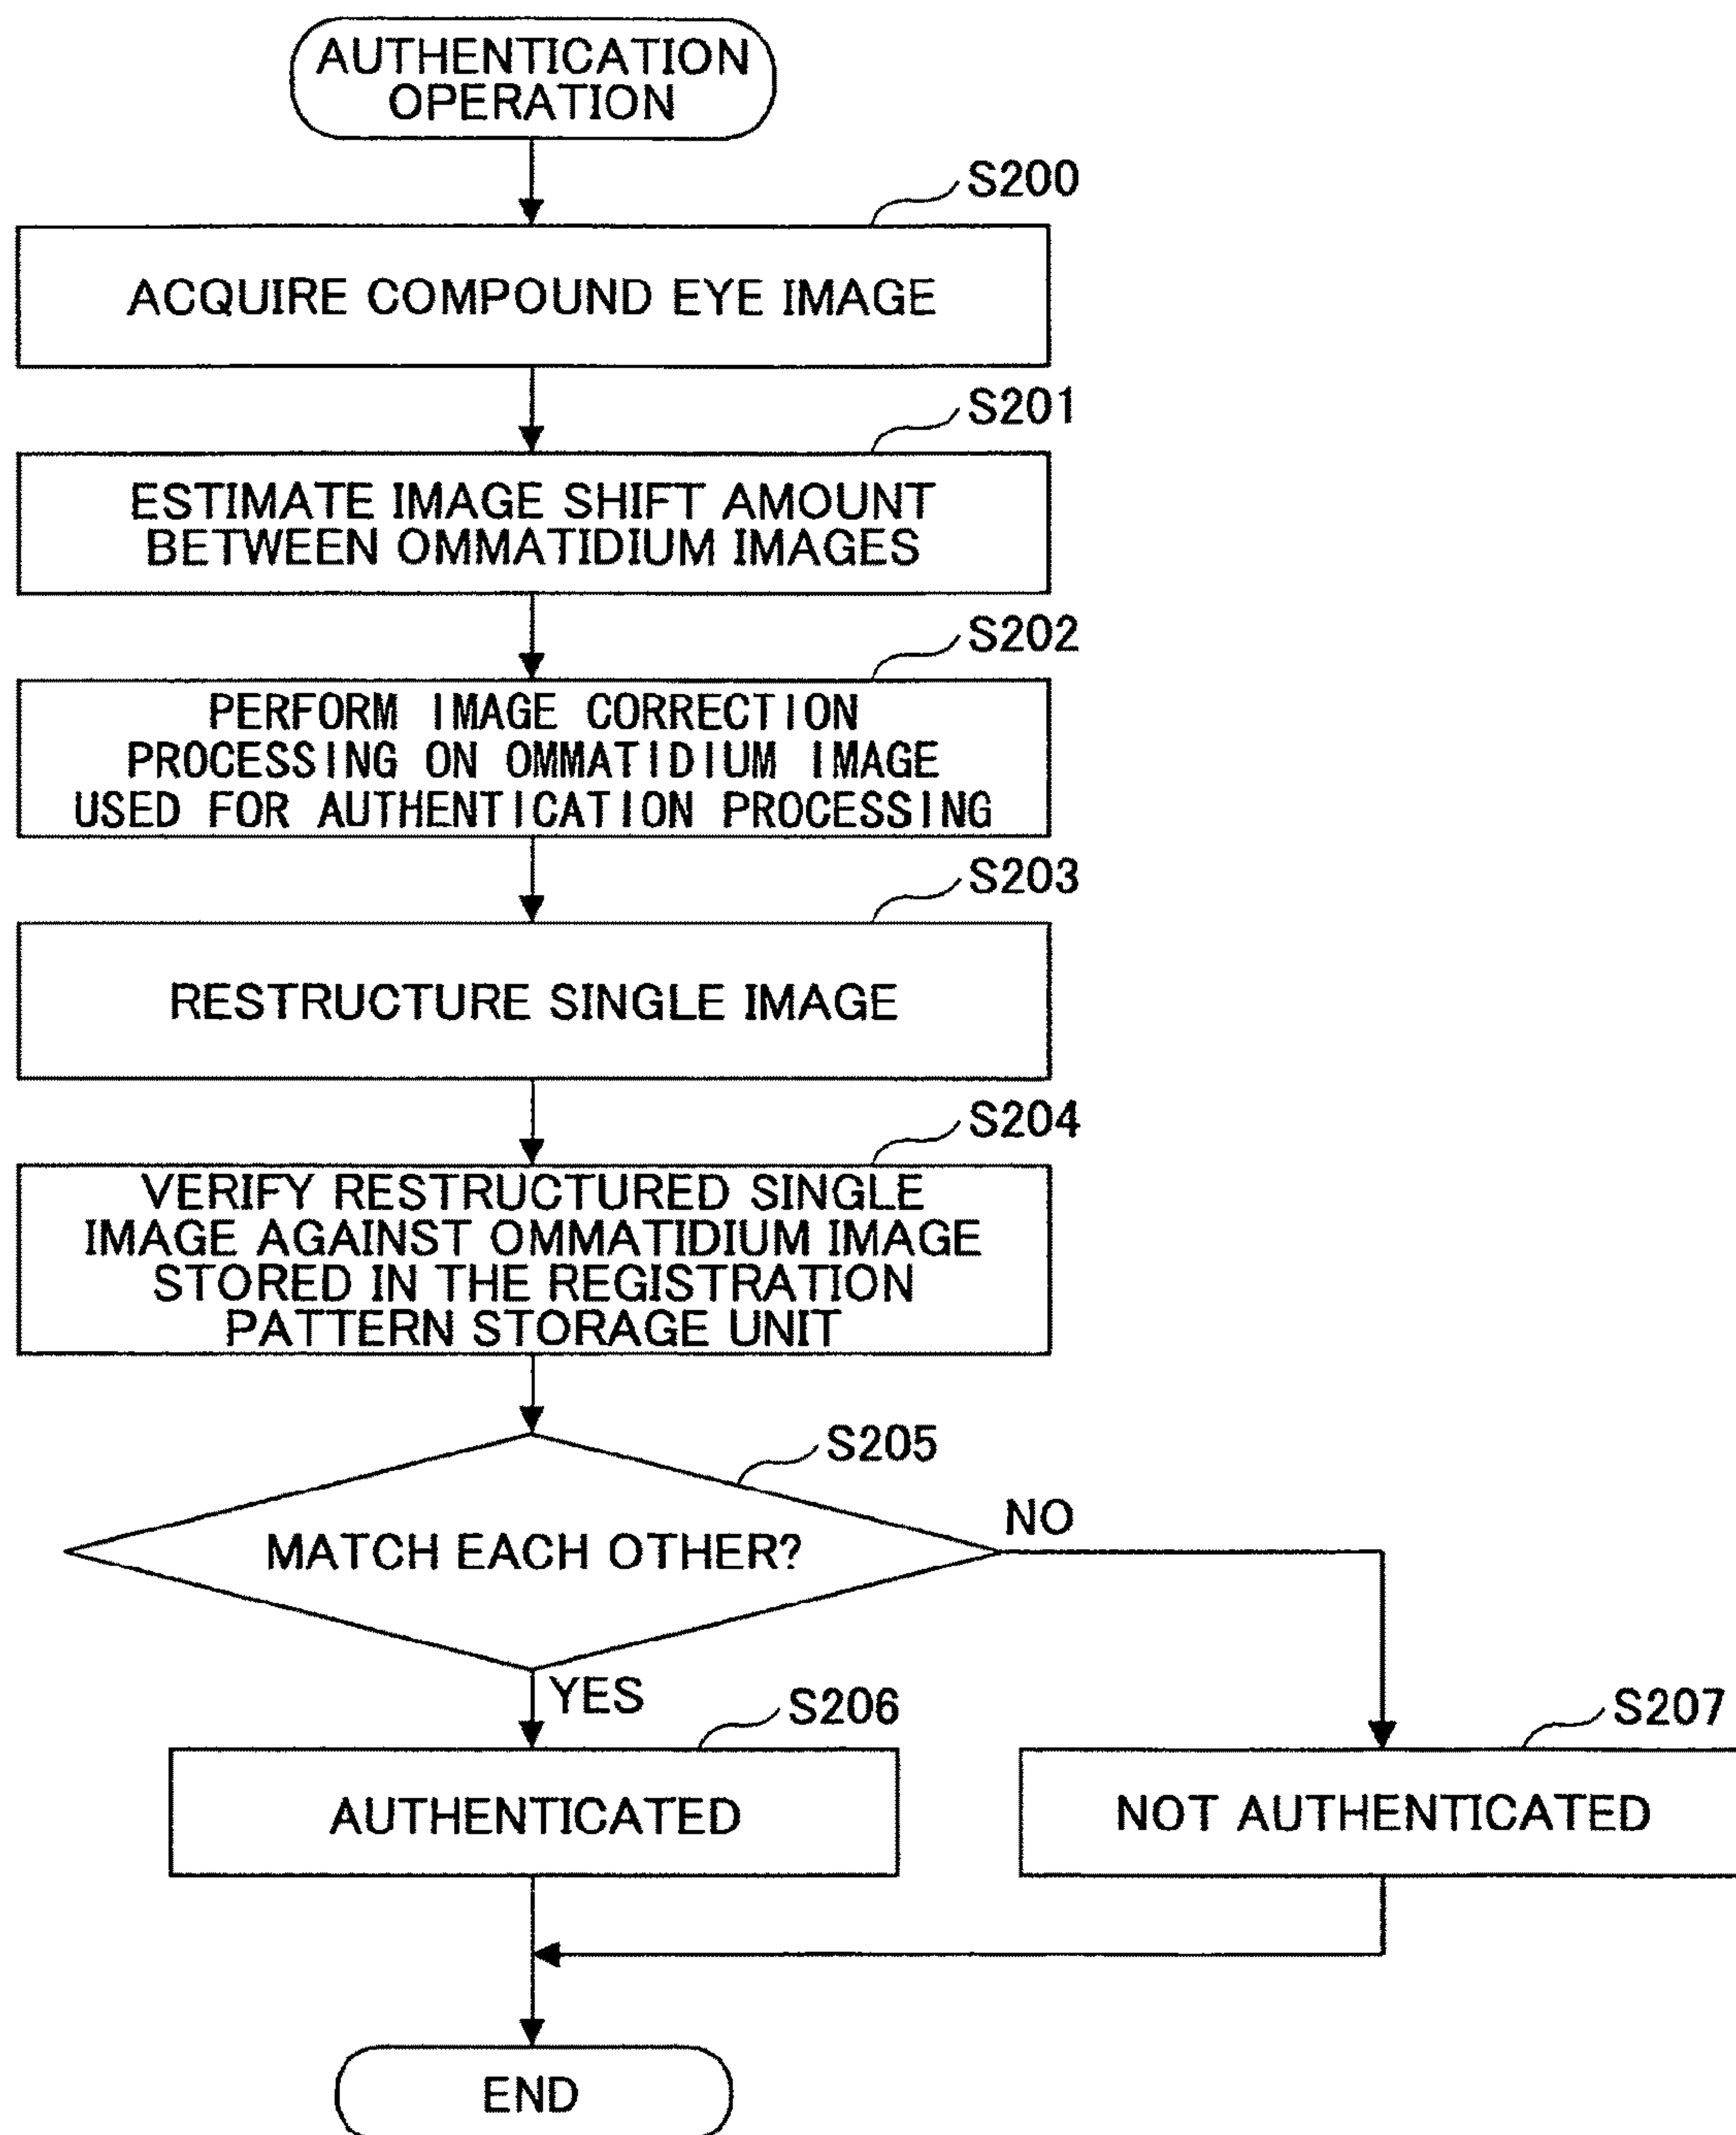 AUTHENTICATION
OPERATION
S200
ACQUIRE COMPOUND EYE IMAGE
S201
ESTIMATE IMAGE SHIFT AMOUNT
BETWEEN OMMATIDIUM IMAGES
S202
PERFORM IMAGE CORRECTION
PROCESSING ON OMMATIDIUM IMAGE
USED FOR AUTHENTICATION PROCESSING
S203
RESTRUCTURE SINGLE IMAGE
S204
VERIFY RESTRUCTURED SINGLE
IMAGE AGAINST OMMATIDIUM IMAGE
STORED IN THE REGISTRATION
PATTERN STORAGE UNIT
S205
MATCH EACH OTHER?
NO
YES
S206
AUTHENTICATED
S207
NOT AUTHENTICATED
END